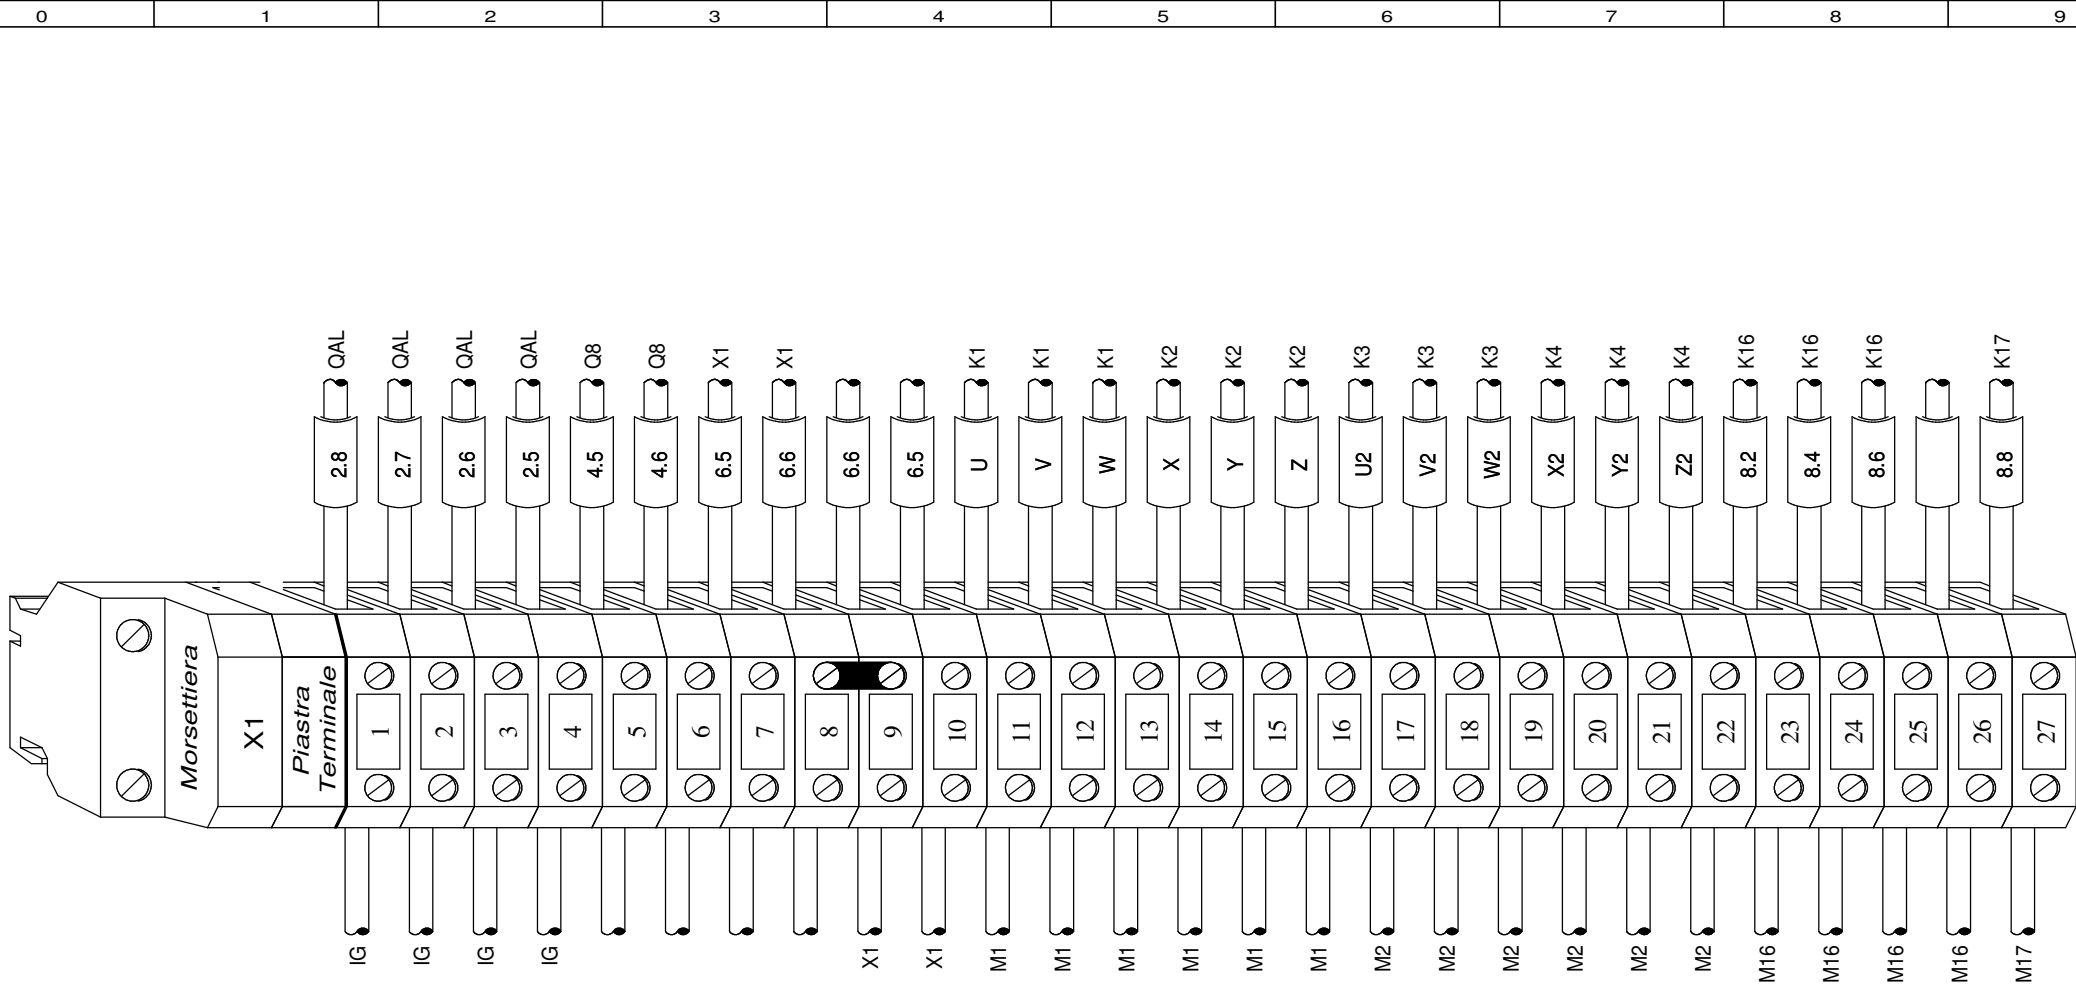 0 1 2 3 4 5 6 7 8 9
QAL QAL QAL QAL Q8 Q8 X1 X1 K1 K1 K1 K2 K2 K2 K3 K3 K3 K4 K4 K4 K16 K16 K16 K17
2.8 2.7 2.6 2.5 4.5 4.6 6.5 6.6 6.6 6.5 U V W X Y Z U2 V2 W2 X2 Y2 Z2 8.2 8.4 8.6 8.8
Morsetiera
X1
Piastra
Terminale
1 2 3 4 5 6 7 8 9 10 11 12 13 14 15 16 17 18 19 20 21 22 23 24 25 26 27
IG IG IG IG X1 X1 M1 M1 M1 M1 M1 M1 M2 M2 M2 M2 M2 M2 M16 M16 M16 M16 M17